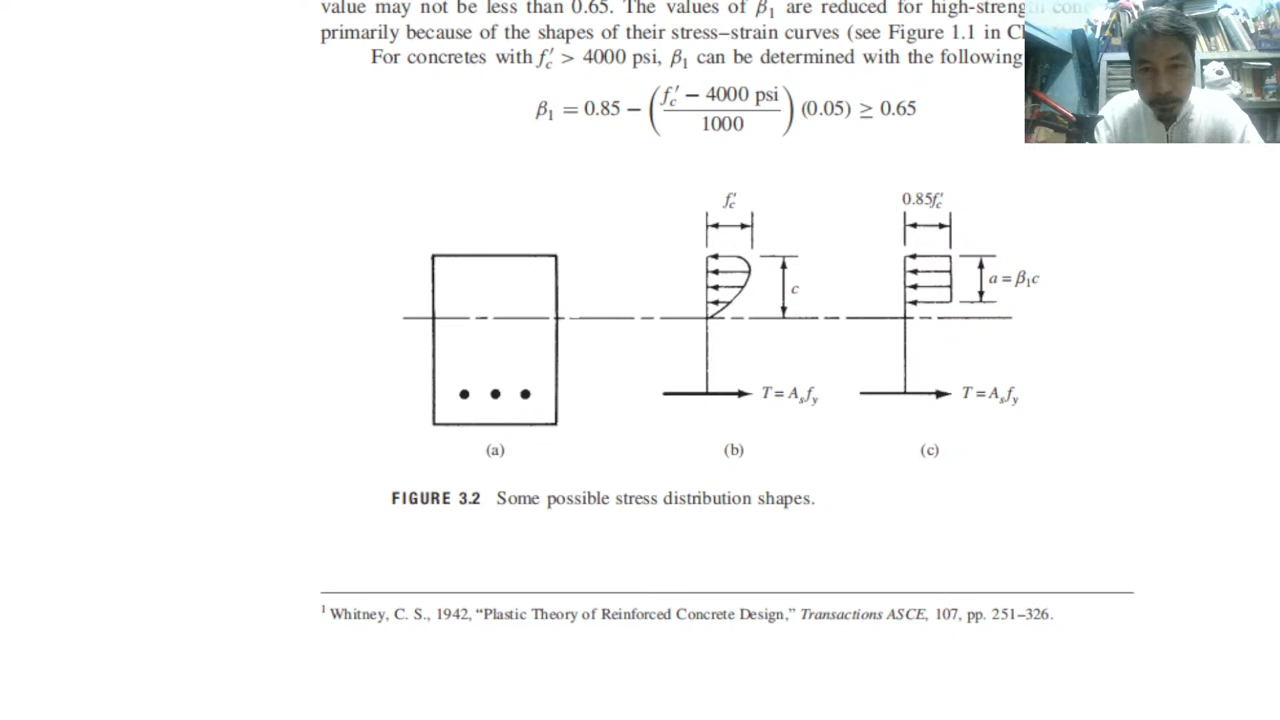 value may not be less than 0.65. The values of β₁ are reduced for high-strength
primarily because of the shapes of their stress–strain curves (see Figure 1.1 in
For concretes with f′c > 4000 psi, β₁ can be determined with the following
β₁ = 0.85 − (f′c − 4000 psi / 1000) (0.05) ≥ 0.65
f′c
0.85f′c
c
a = β₁c
T = Aₛfy
T = Aₛfy
(a)
(b)
(c)
FIGURE 3.2 Some possible stress distribution shapes.
¹ Whitney, C. S., 1942, “Plastic Theory of Reinforced Concrete Design,” Transactions ASCE, 107, pp. 251–326.